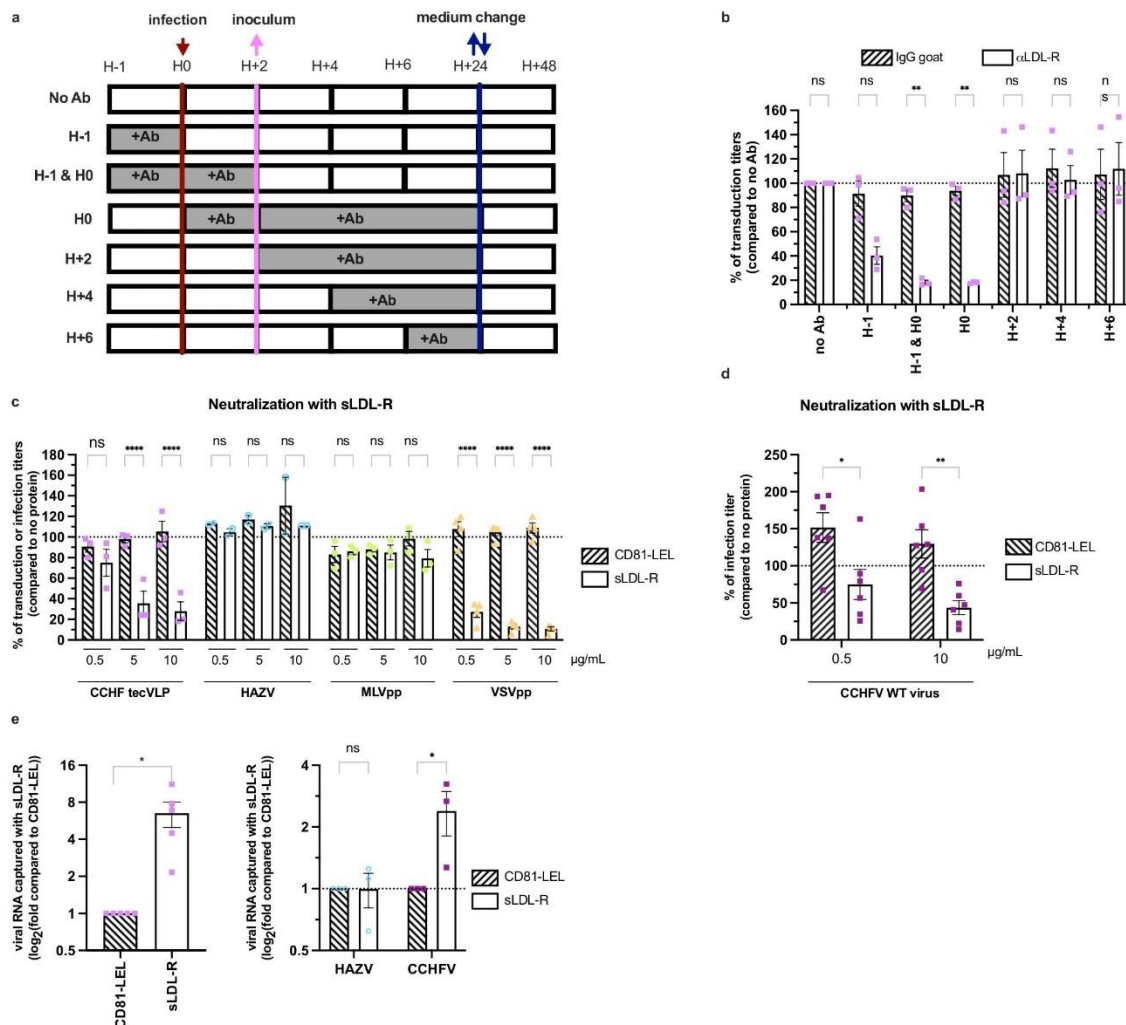 a
infection
inoculum
medium change
H-1
H0
H+2
H+4
H+6
H+24
H+48
No Ab
H-1
+Ab
H-1 & H0
+Ab
+Ab
H0
+Ab
+Ab
H+2
+Ab
H+4
+Ab
H+6
+Ab
b
IgG goat
αLDL-R
ns
ns
**
**
ns
ns
n
s
% of transduction titers
(compared to no Ab)
160
140
120
100
80
60
40
20
0
no Ab
H-1
H-1 & H0
H0
H+2
H+4
H+6
c
Neutralization with sLDL-R
ns
****
****
ns
ns
ns
ns
ns
ns
****
****
****
% of transduction or infection titers
(compared to no protein)
180
160
140
120
100
80
60
40
20
0
CD81-LEL
sLDL-R
0.5
5
10
0.5
5
10
0.5
5
10
0.5
5
10
µg/mL
CCHF tecVLP
HAZV
MLVpp
VSVpp
d
Neutralization with sLDL-R
*
**
% of infection titer
(compared to no protein)
250
200
150
100
50
0
CD81-LEL
sLDL-R
0.5
10
µg/mL
CCHFV WT virus
e
viral RNA captured with sLDL-R
(log2(fold compared to CD81-LEL))
16
8
4
2
1
0.5
*
CD81-LEL
sLDL-R
viral RNA captured with sLDL-R
(log2(fold compared to CD81-LEL))
4
2
1
0.5
ns
*
HAZV
CCHFV
CD81-LEL
sLDL-R